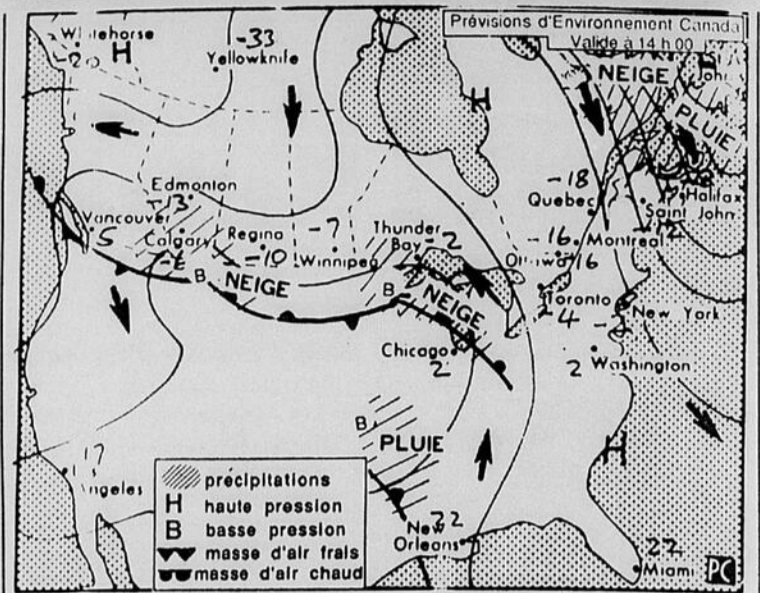 Prévisions d'Environnement Canada
Valide à 14 h 00
Whitehorse
H
-33
Yellowknife
NEIGE
John
PLUIE
H
Edmonton
-13
-18
Quebec
Halifax
Saint John
Vancouver
5
Calgary
Regina
-10
-7
Winnipeg
Thunder
Bay
-2
-16
Montreal
-12
Ottawa
-16
B
NEIGE
B
NEIGE
Toronto
-4
New York
Chicago
2
2
Washington
B
PLUIE
H
17
Angeles
précipitations
H haute pression
B basse pression
masse d'air frais
masse d'air chaud
22
New
Orleans
22
Miami
PC